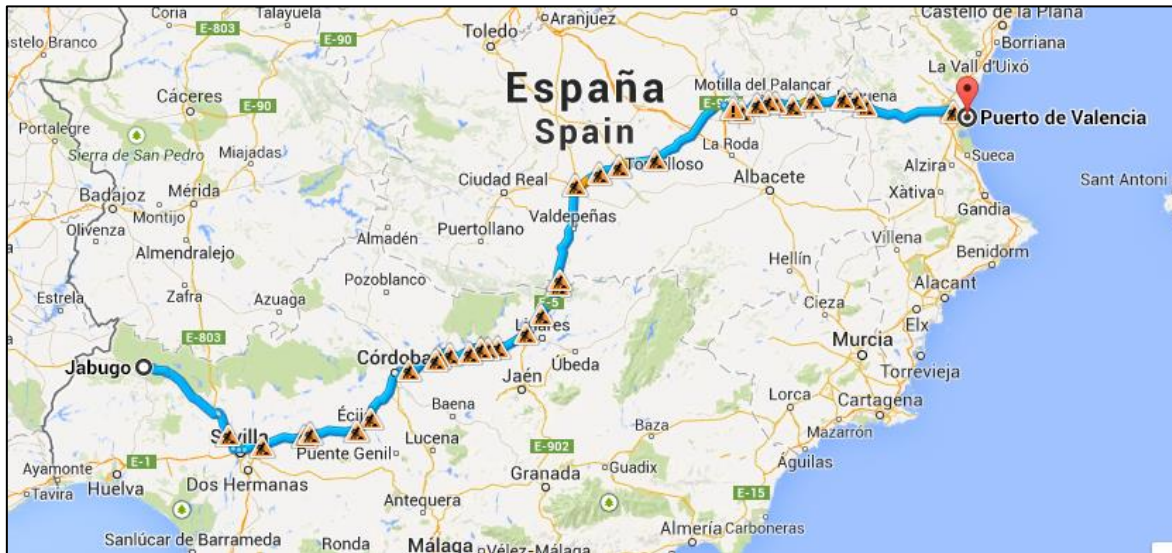 Coria
E-803
Talayuela
E-90
Aranjuez
Castelló de la Plana
Castelo Branco
Toledo
Borriana
La Vall d'Uixó
Cáceres
E-90
España
Spain
Motilla del Palancar
Puerto de Valencia
Portalegre
Sierra de San Pedro
Miajadas
La Roda
Alzira
Sueca
Mérida
Ciudad Real
Albacete
Xàtiva
Sant Antoni
Badajoz
Montijo
Valdepeñas
Gandia
Olivenza
Almendralejo
Almadén
Puertollano
Villena
Benidorm
Hellín
Estrela
Zafra
Azuaga
Pozoblanco
E-5
Alacant
Cieza
Elx
E-803
Linares
Jabugo
Córdoba
Úbeda
Murcia
Torrevieja
Jaén
Lorca
Cartagena
Baena
Mazarrón
Sevilla
Écija
Lucena
Baza
E-902
Puente Genil
Águilas
Ayamonte
E-1
Guadix
Tavira
Huelva
Dos Hermanas
Granada
E-15
Antequera
Almería
Carboneras
Sanlúcar de Barrameda
Ronda
Málaga
Vélez-Málaga